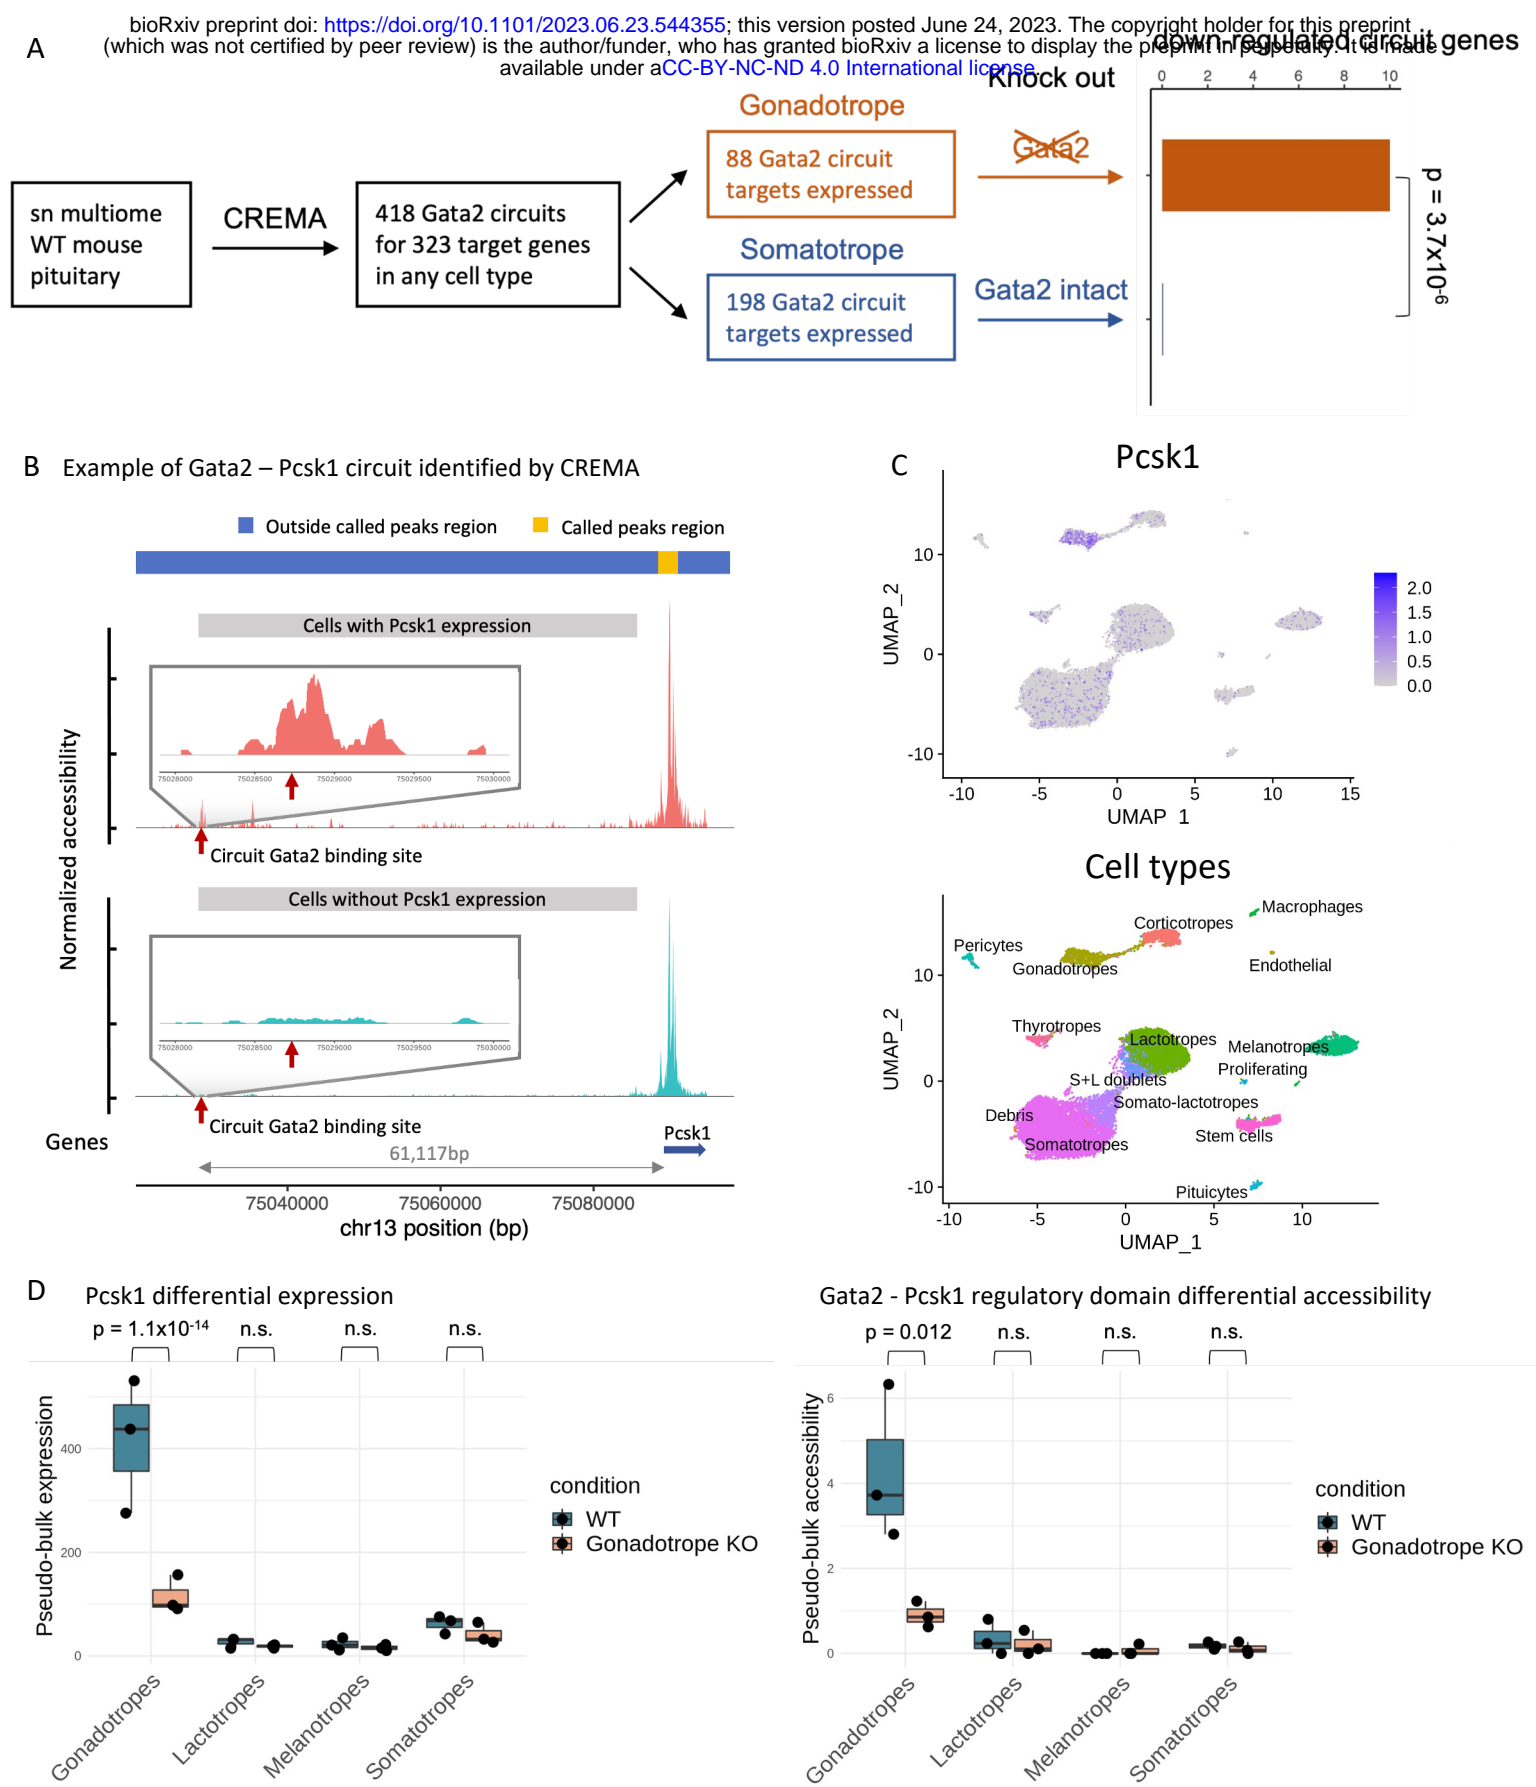 bioRxiv preprint doi: https://doi.org/10.1101/2023.06.23.544355; this version posted June 24, 2023. The copyright holder for this preprint
(which was not certified by peer review) is the author/funder, who has granted bioRxiv a license to display the preprint in perpetuity. It is made
available under aCC-BY-NC-ND 4.0 International license.
A
down-regulated circuit genes
Knock out
0 2 4 6 8 10
Gonadotrope
88 Gata2 circuit
targets expressed
Gata2
sn multiome
WT mouse
pituitary
CREMA
418 Gata2 circuits
for 323 target genes
in any cell type
Somatotrope
198 Gata2 circuit
targets expressed
Gata2 intact
p = 3.7x10-6
B Example of Gata2 – Pcsk1 circuit identified by CREMA
Outside called peaks region
Called peaks region
Normalized accessibility
Cells with Pcsk1 expression
75028000 75028500 75029000 75029500 75030000
Circuit Gata2 binding site
Cells without Pcsk1 expression
75028000 75028500 75029000 75029500 75030000
Circuit Gata2 binding site
Genes
Pcsk1
61,117bp
75040000 75060000 75080000
chr13 position (bp)
C
Pcsk1
UMAP_2
10
0
-10
-10 -5 0 5 10 15
UMAP_1
2.0
1.5
1.0
0.5
0.0
Cell types
UMAP_2
10
0
-10
Macrophages
Corticotropes
Pericytes
Gonadotropes
Endothelial
Thyrotropes
Lactotropes
Melanotropes
Proliferating
S+L doublets
Somato-lactotropes
Debris
Somatotropes
Stem cells
Pituicytes
-10 -5 0 5 10
UMAP_1
D Pcsk1 differential expression
p = 1.1x10-14 n.s. n.s. n.s.
Pseudo-bulk expression
400
200
0
Gonadotropes
Lactotropes
Melanotropes
Somatotropes
condition
WT
Gonadotrope KO
Gata2 - Pcsk1 regulatory domain differential accessibility
p = 0.012 n.s. n.s. n.s.
Pseudo-bulk accessibility
6
4
2
0
Gonadotropes
Lactotropes
Melanotropes
Somatotropes
condition
WT
Gonadotrope KO